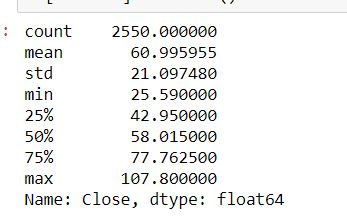 : count 2550.000000
mean 60.995955
std 21.097480
min 25.590000
25% 42.950000
50% 58.015000
75% 77.762500
max 107.800000
Name: Close, dtype: float64